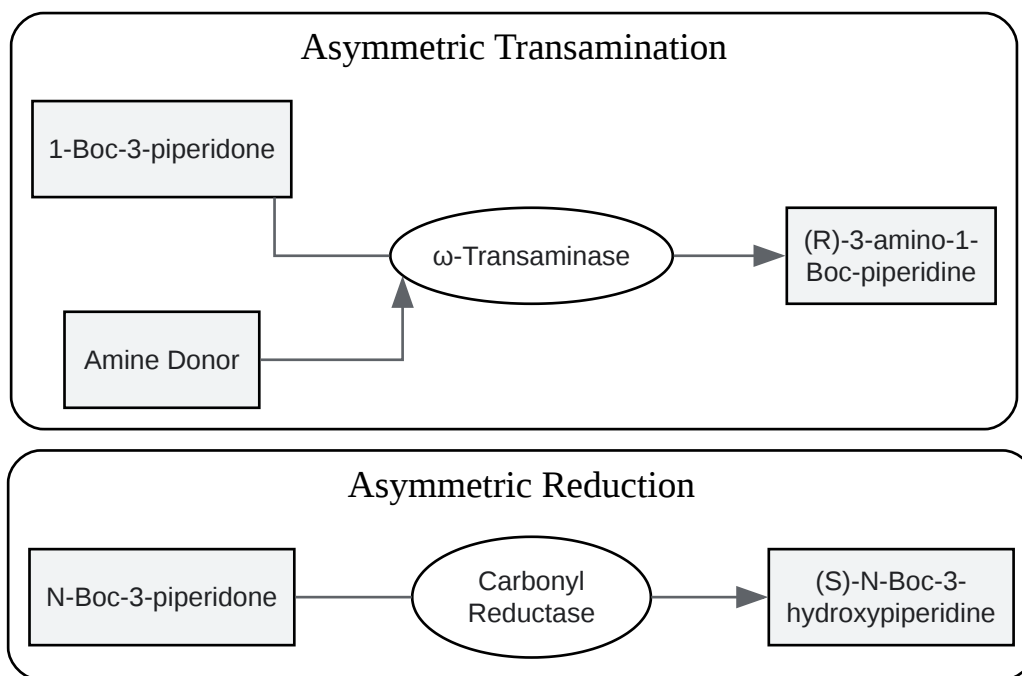 Asymmetric Transamination
1-Boc-3-piperidone
ω-Transaminase
(R)-3-amino-1-
Boc-piperidine
Amine Donor
Asymmetric Reduction
N-Boc-3-piperidone
Carbonyl
Reductase
(S)-N-Boc-3-
hydroxypiperidine